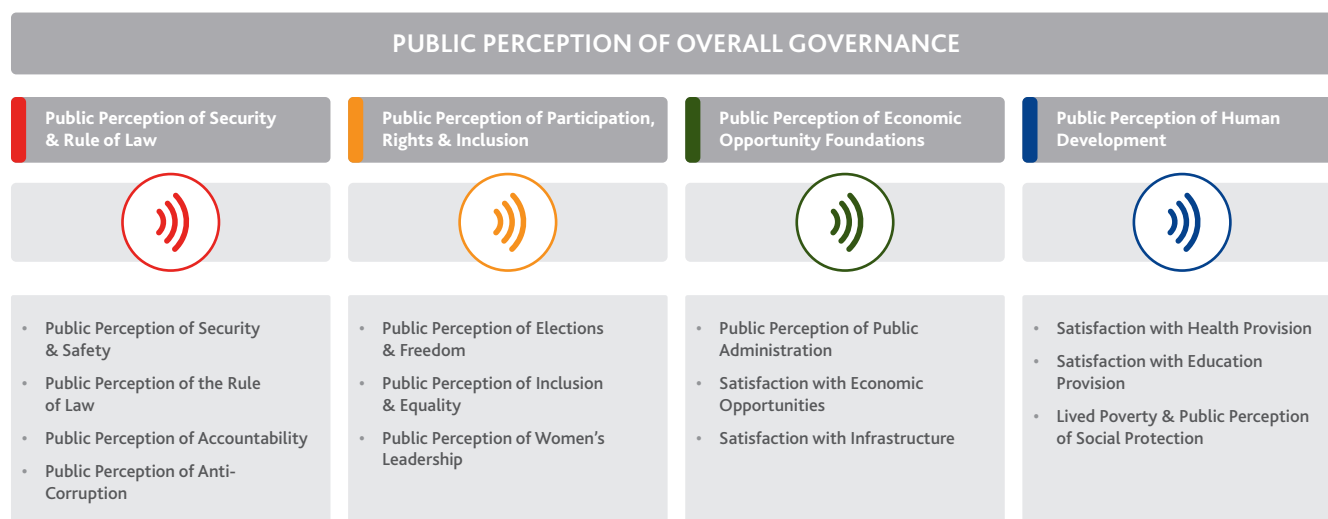 PUBLIC PERCEPTION OF OVERALL GOVERNANCE
Public Perception of Security
& Rule of Law
Public Perception of Participation,
Rights & Inclusion
Public Perception of Economic
Opportunity Foundations
Public Perception of Human
Development
• Public Perception of Security
& Safety
• Public Perception of the Rule
of Law
• Public Perception of Accountability
• Public Perception of Anti-
Corruption
• Public Perception of Elections
& Freedom
• Public Perception of Inclusion
& Equality
• Public Perception of Women’s
Leadership
• Public Perception of Public
Administration
• Satisfaction with Economic
Opportunities
• Satisfaction with Infrastructure
• Satisfaction with Health Provision
• Satisfaction with Education
Provision
• Lived Poverty & Public Perception
of Social Protection